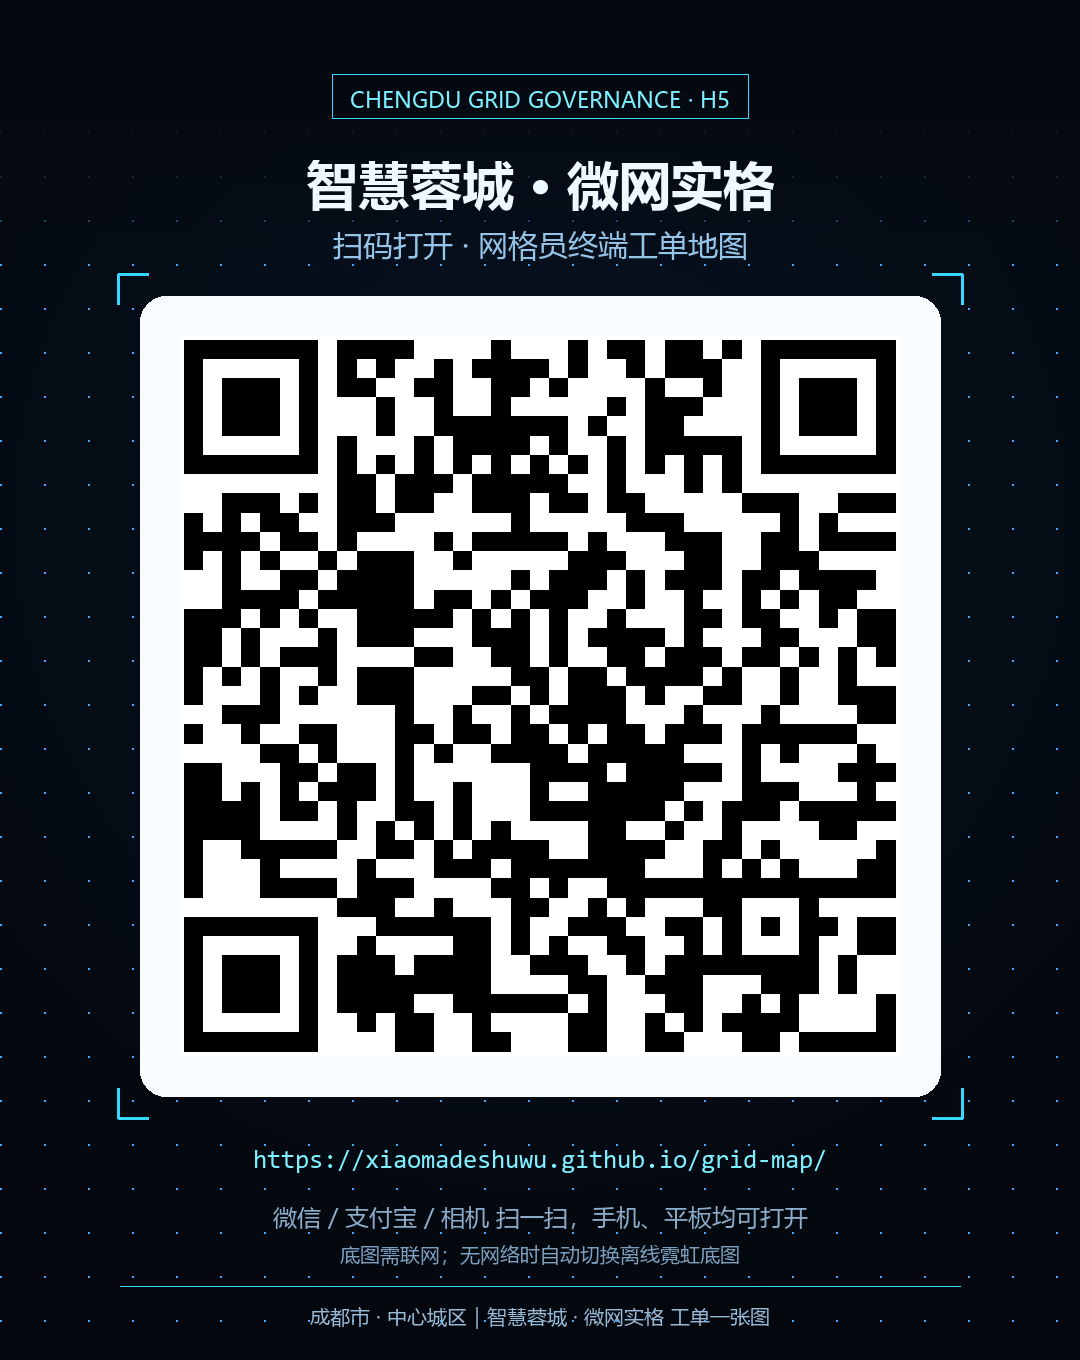 CHENGDU GRID GOVERNANCE · H5
智慧蓉城 · 微网实格
扫码打开 · 网格员终端工单地图
https://xiaomadeshuwu.github.io/grid-map/
微信 / 支付宝 / 相机 扫一扫，手机、平板均可打开
底图需联网；无网络时自动切换离线霓虹底图
成都市 · 中心城区 | 智慧蓉城 · 微网实格 工单一张图